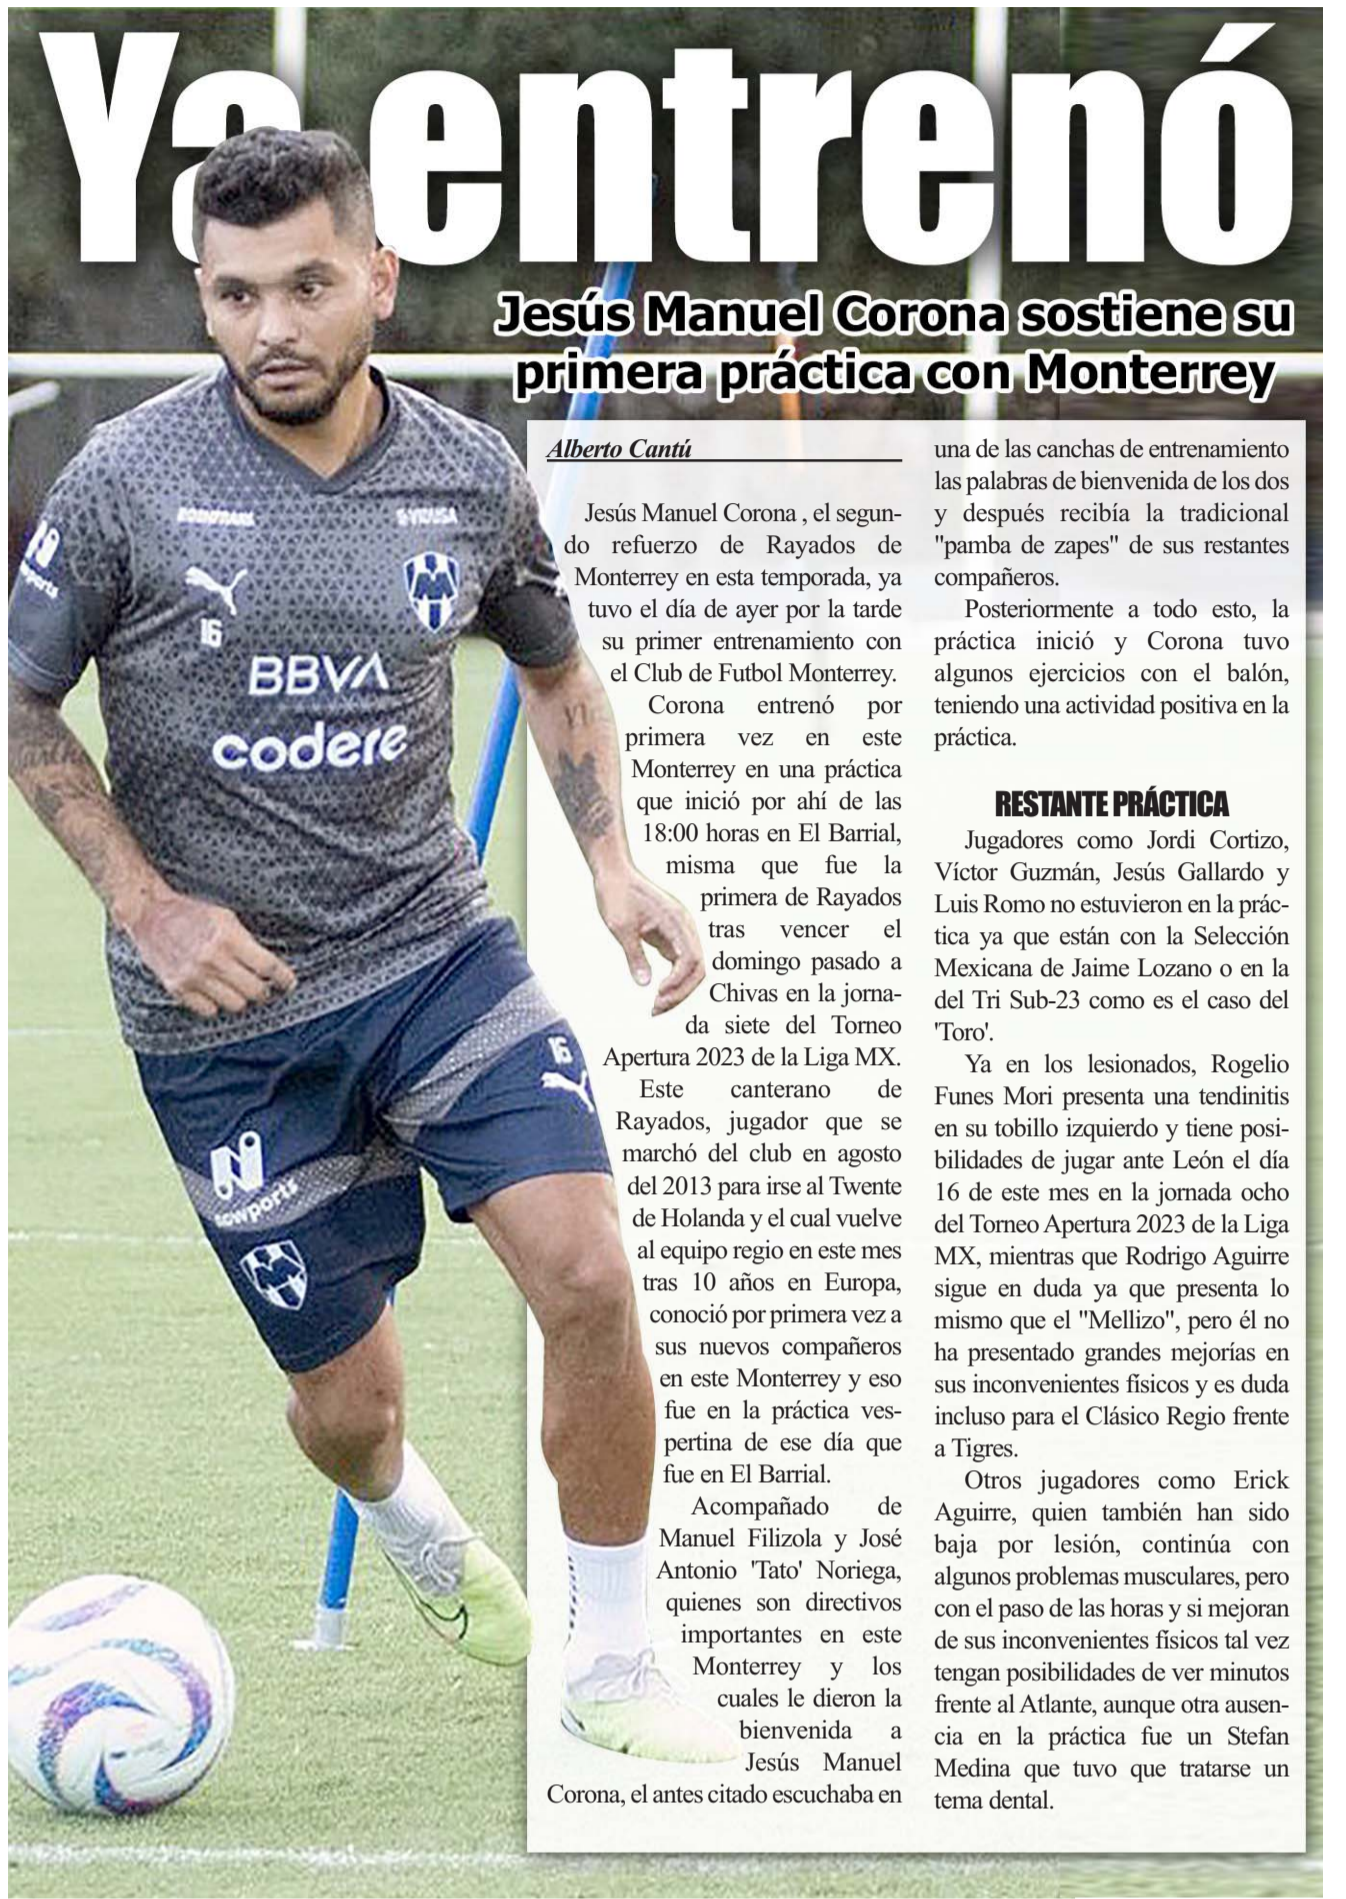 Ya entrenó
Jesús Manuel Corona sostiene su
primera práctica con Monterrey
Alberto Cantú
Jesús Manuel Corona , el segun-
do refuerzo de Rayados de
Monterrey en esta temporada, ya
tuvo el día de ayer por la tarde
su primer entrenamiento con
el Club de Futbol Monterrey.
Corona entrenó por
primera vez en este
Monterrey en una práctica
que inició por ahí de las
18:00 horas en El Barrial,
misma que fue la
primera de Rayados
tras vencer el
domingo pasado a
Chivas en la jorna-
da siete del Torneo
Apertura 2023 de la Liga MX.
Este canterano de
Rayados, jugador que se
marchó del club en agosto
del 2013 para irse al Twente
de Holanda y el cual vuelve
al equipo regio en este mes
tras 10 años en Europa,
conoció por primera vez a
sus nuevos compañeros
en este Monterrey y eso
fue en la práctica ves-
pertina de ese día que
fue en El Barrial.
Acompañado de
Manuel Filizola y José
Antonio 'Tato' Noriega,
quienes son directivos
importantes en este
Monterrey y los
cuales le dieron la
bienvenida a
Jesús Manuel
Corona, el antes citado escuchaba en
una de las canchas de entrenamiento
las palabras de bienvenida de los dos
y después recibía la tradicional
"pamba de zapes" de sus restantes
compañeros.
Posteriormente a todo esto, la
práctica inició y Corona tuvo
algunos ejercicios con el balón,
teniendo una actividad positiva en la
práctica.
RESTANTE PRÁCTICA
Jugadores como Jordi Cortizo,
Víctor Guzmán, Jesús Gallardo y
Luis Romo no estuvieron en la prác-
tica ya que están con la Selección
Mexicana de Jaime Lozano o en la
del Tri Sub-23 como es el caso del
'Toro'.
Ya en los lesionados, Rogelio
Funes Mori presenta una tendinitis
en su tobillo izquierdo y tiene posi-
bilidades de jugar ante León el día
16 de este mes en la jornada ocho
del Torneo Apertura 2023 de la Liga
MX, mientras que Rodrigo Aguirre
sigue en duda ya que presenta lo
mismo que el "Mellizo", pero él no
ha presentado grandes mejorías en
sus inconvenientes físicos y es duda
incluso para el Clásico Regio frente
a Tigres.
Otros jugadores como Erick
Aguirre, quien también han sido
baja por lesión, continúa con
algunos problemas musculares, pero
con el paso de las horas y si mejoran
de sus inconvenientes físicos tal vez
tengan posibilidades de ver minutos
frente al Atlante, aunque otra ausen-
cia en la práctica fue un Stefan
Medina que tuvo que tratarse un
tema dental.
16
BBVA
codere
16
nowports